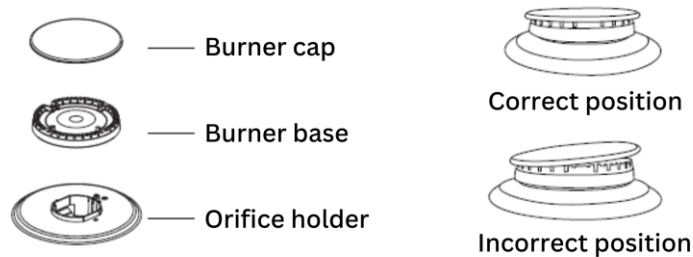 Burner cap
Burner base
Orifice holder
Correct position
Incorrect position